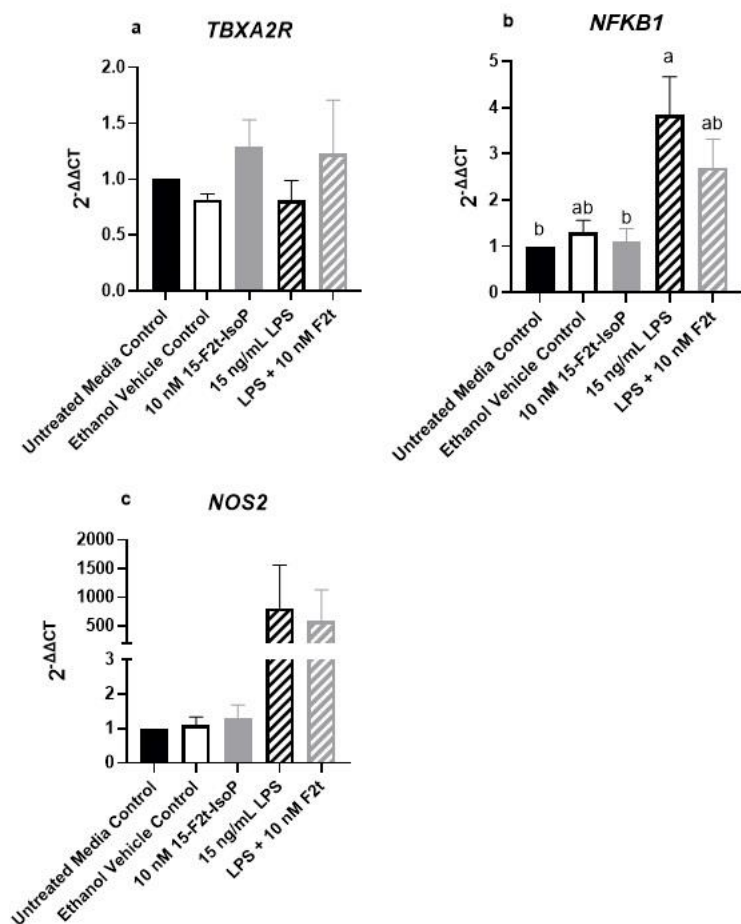 a TBXA2R
2.0
1.5
1.0
0.5
0.0
2^-ΔΔCT
Untreated Media Control
Ethanol Vehicle Control
10 nM 15-F2t-IsoP
15 ng/mL LPS
LPS + 10 nM F2t
b NFKB1
5
4
3
2
1
0
2^-ΔΔCT
b
ab
b
a
ab
Untreated Media Control
Ethanol Vehicle Control
10 nM 15-F2t-IsoP
15 ng/mL LPS
LPS + 10 nM F2t
c NOS2
2000
1500
1000
500
3
2
1
0
2^-ΔΔCT
Untreated Media Control
Ethanol Vehicle Control
10 nM 15-F2t-IsoP
15 ng/mL LPS
LPS + 10 nM F2t